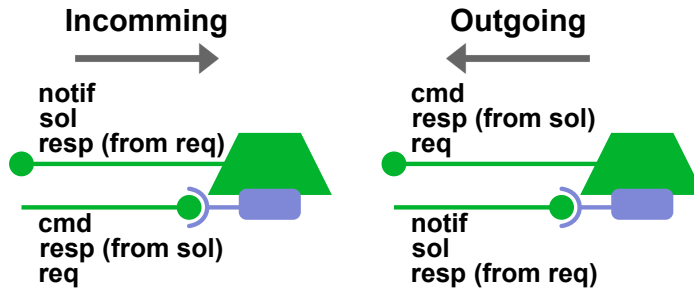 Incomming
notif
sol
resp (from req)
cmd
resp (from sol)
req
Outgoing
cmd
resp (from sol)
req
notif
sol
resp (from req)